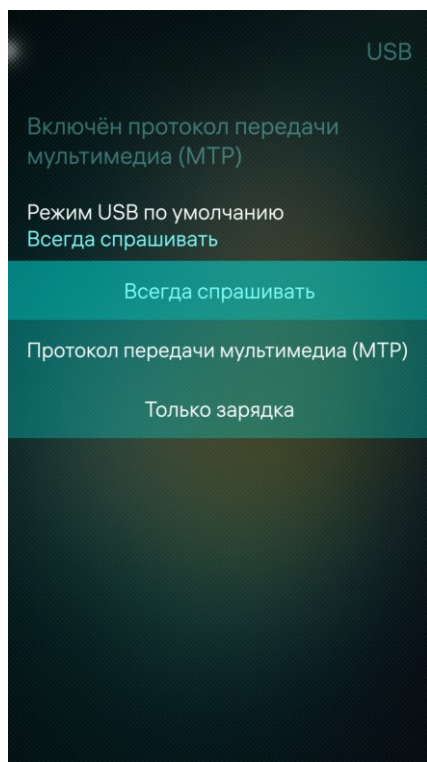 USB
Включён протокол передачи
мультимедиа (MTP)
Режим USB по умолчанию
Всегда спрашивать
Всегда спрашивать
Протокол передачи мультимедиа (MTP)
Только зарядка